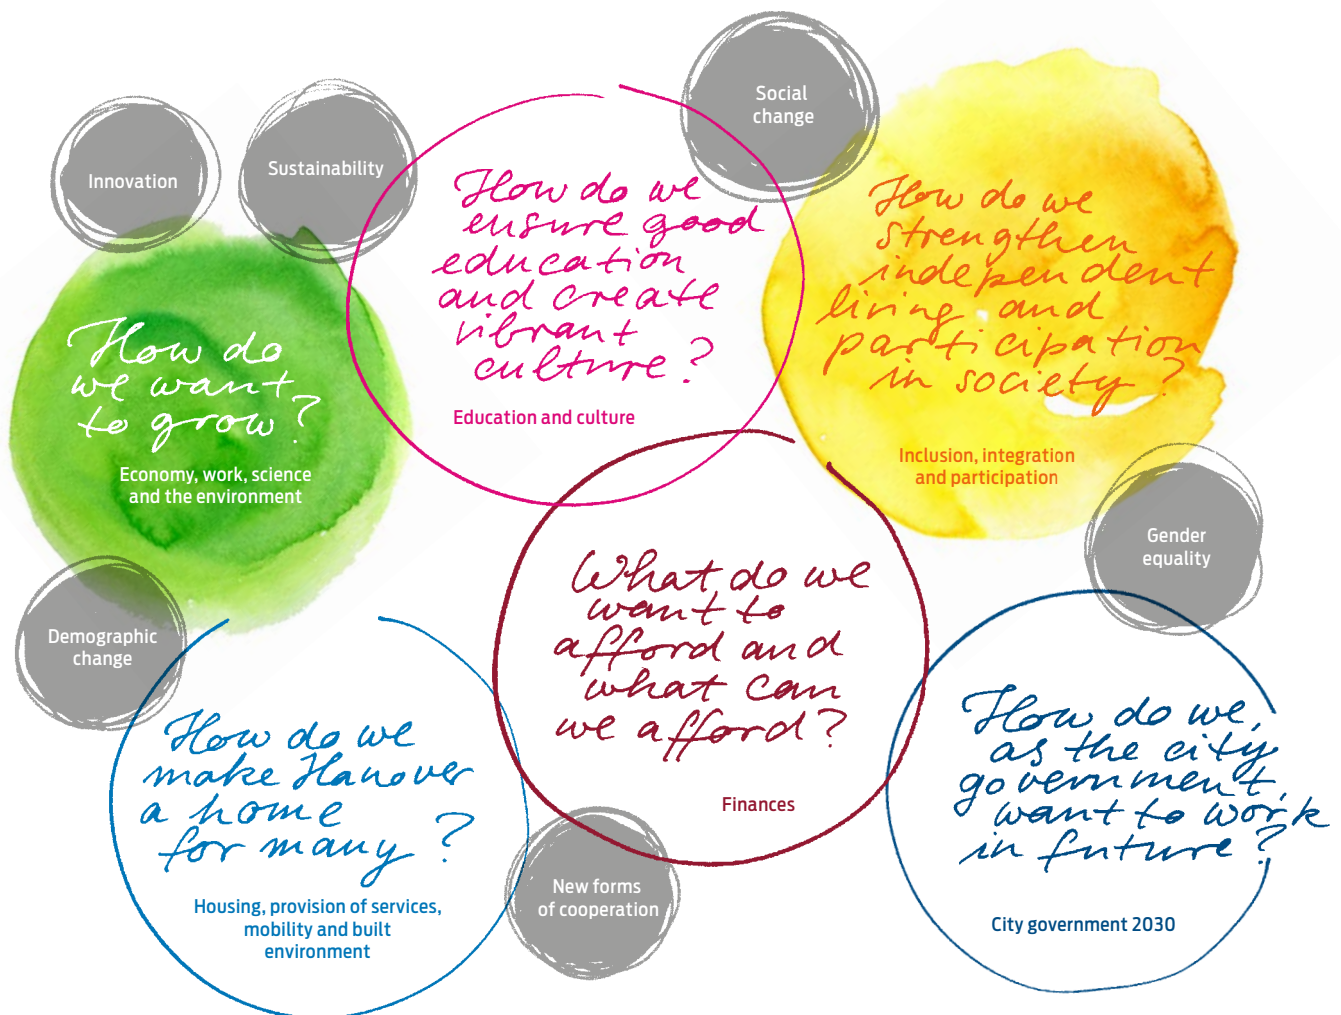 Innovation
Sustainability
Social
change
How do we
ensure good
education
and create
vibrant
culture?
Education and culture
How do we
strengthen
independent
living and
participation
in society?
Inclusion, integration
and participation
How do
we want
to grow?
Economy, work, science
and the environment
Gender
equality
What do we
want to
afford and
what can
we afford?
Finances
Demographic
change
How do we
make Hanover
a home
for many?
Housing, provision of services,
mobility and built
environment
New forms
of cooperation
How do we,
as the city
government,
want to work
in future?
City government 2030